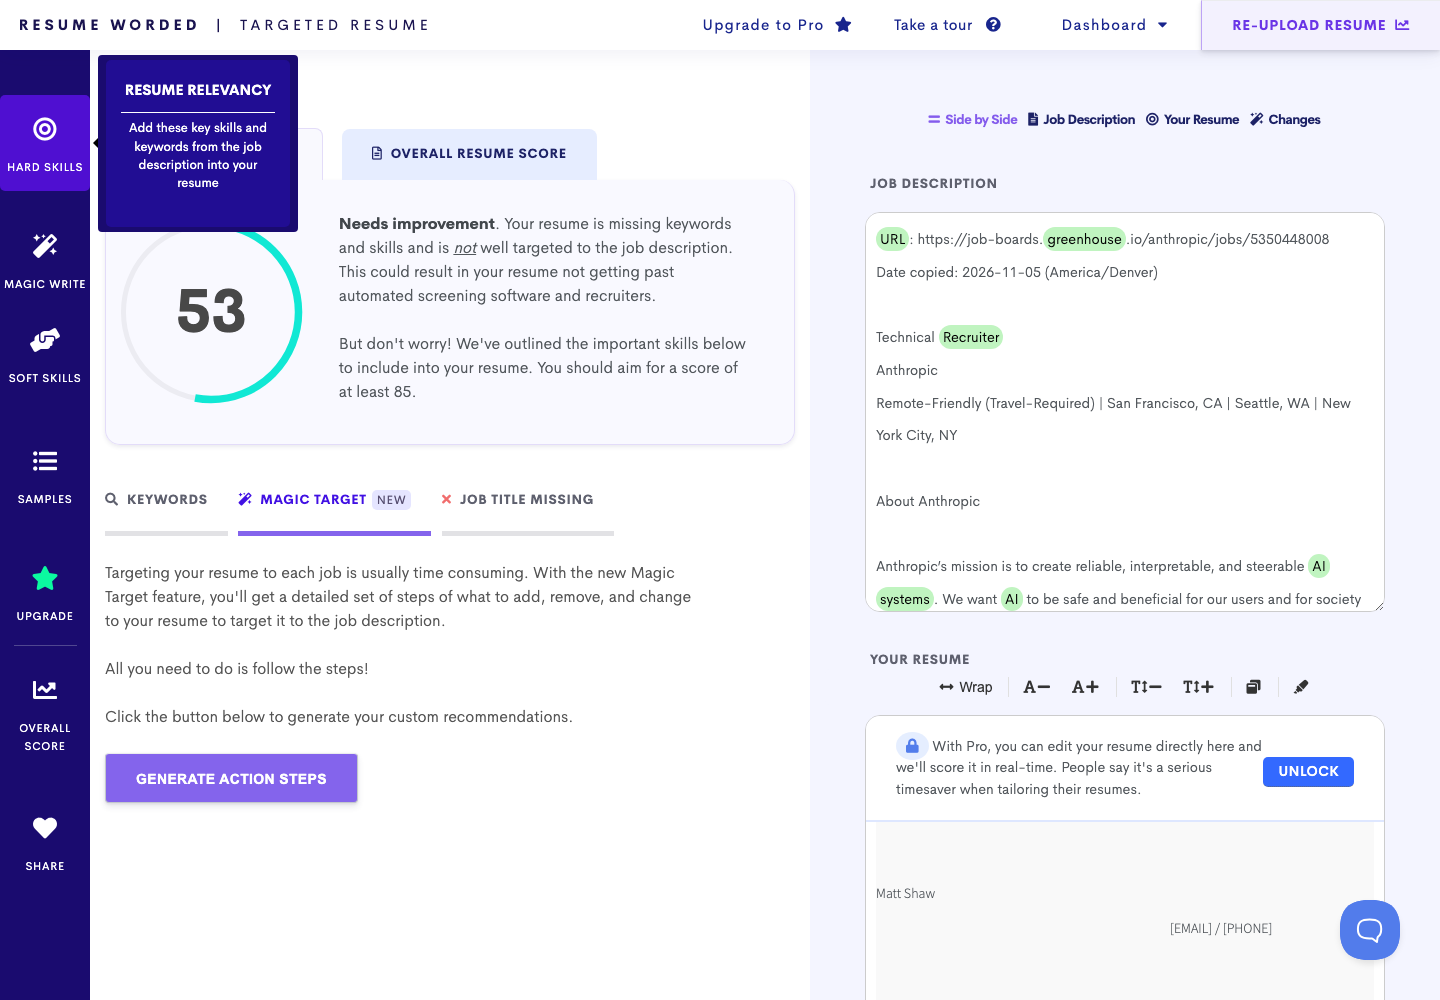 RESUME WORDED | TARGETED RESUME
Upgrade to Pro
Take a tour
Dashboard
RE-UPLOAD RESUME
HARD SKILLS
MAGIC WRITE
SOFT SKILLS
SAMPLES
UPGRADE
OVERALL
SCORE
SHARE
RESUME RELEVANCY
Add these key skills and
keywords from the job
description into your
resume
OVERALL RESUME SCORE
53
Needs improvement. Your resume is missing keywords
and skills and is not well targeted to the job description.
This could result in your resume not getting past
automated screening software and recruiters.
But don't worry! We've outlined the important skills below
to include into your resume. You should aim for a score of
at least 85.
KEYWORDS
MAGIC TARGET NEW
JOB TITLE MISSING
Targeting your resume to each job is usually time consuming. With the new Magic
Target feature, you'll get a detailed set of steps of what to add, remove, and change
to your resume to target it to the job description.
All you need to do is follow the steps!
Click the button below to generate your custom recommendations.
GENERATE ACTION STEPS
Side by Side
Job Description
Your Resume
Changes
JOB DESCRIPTION
URL: https://job-boards.greenhouse.io/anthropic/jobs/5350448008
Date copied: 2026-11-05 (America/Denver)
Technical Recruiter
Anthropic
Remote-Friendly (Travel-Required) | San Francisco, CA | Seattle, WA | New
York City, NY
About Anthropic
Anthropic’s mission is to create reliable, interpretable, and steerable AI
systems. We want AI to be safe and beneficial for our users and for society
YOUR RESUME
Wrap
A
A
T
T
With Pro, you can edit your resume directly here and
we'll score it in real-time. People say it's a serious
timesaver when tailoring their resumes.
UNLOCK
Matt Shaw
[EMAIL] / [PHONE]